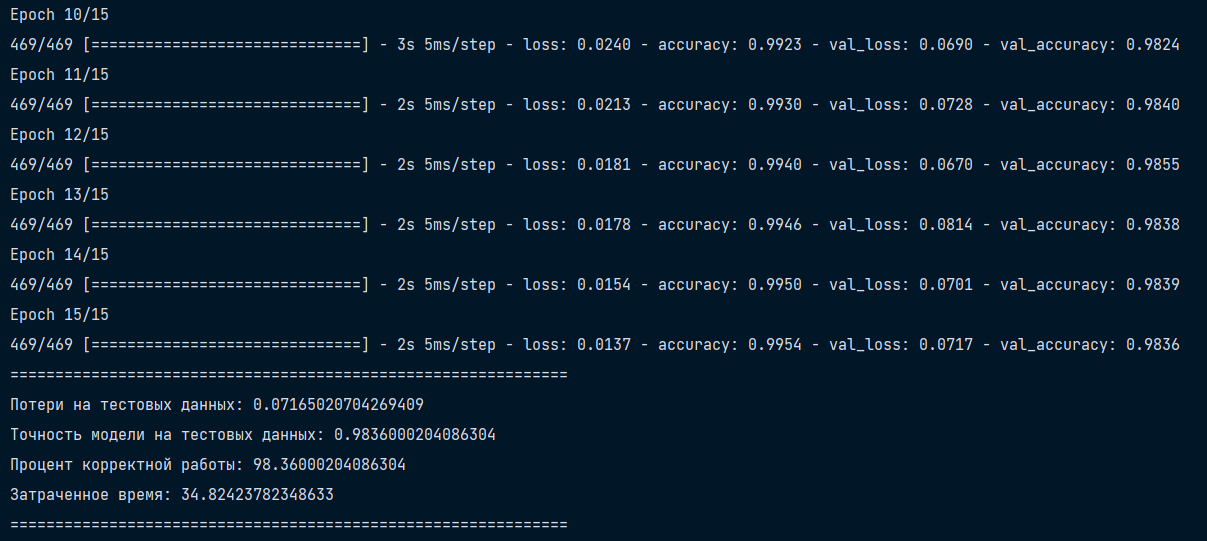 Epoch 10/15
469/469 [==============================] - 3s 5ms/step - loss: 0.0240 - accuracy: 0.9923 - val_loss: 0.0690 - val_accuracy: 0.9824
Epoch 11/15
469/469 [==============================] - 2s 5ms/step - loss: 0.0213 - accuracy: 0.9930 - val_loss: 0.0728 - val_accuracy: 0.9840
Epoch 12/15
469/469 [==============================] - 2s 5ms/step - loss: 0.0181 - accuracy: 0.9940 - val_loss: 0.0670 - val_accuracy: 0.9855
Epoch 13/15
469/469 [==============================] - 2s 5ms/step - loss: 0.0178 - accuracy: 0.9946 - val_loss: 0.0814 - val_accuracy: 0.9838
Epoch 14/15
469/469 [==============================] - 2s 5ms/step - loss: 0.0154 - accuracy: 0.9950 - val_loss: 0.0701 - val_accuracy: 0.9839
Epoch 15/15
469/469 [==============================] - 2s 5ms/step - loss: 0.0137 - accuracy: 0.9954 - val_loss: 0.0717 - val_accuracy: 0.9836
==============================================================
Потери на тестовых данных: 0.07165020704269409
Точность модели на тестовых данных: 0.9836000204086304
Процент корректной работы: 98.36000204086304
Затраченное время: 34.82423782348633
==============================================================